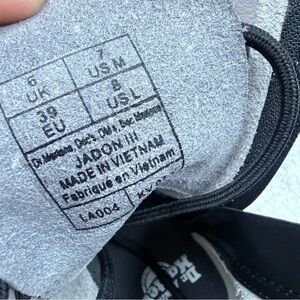 6 UK 7 US M
39 EU 8 US L
Dr. Martens Doc's DM's Doc Martens
JADON III
MADE IN VIETNAM
Fabriqué en Vietnam
LA004